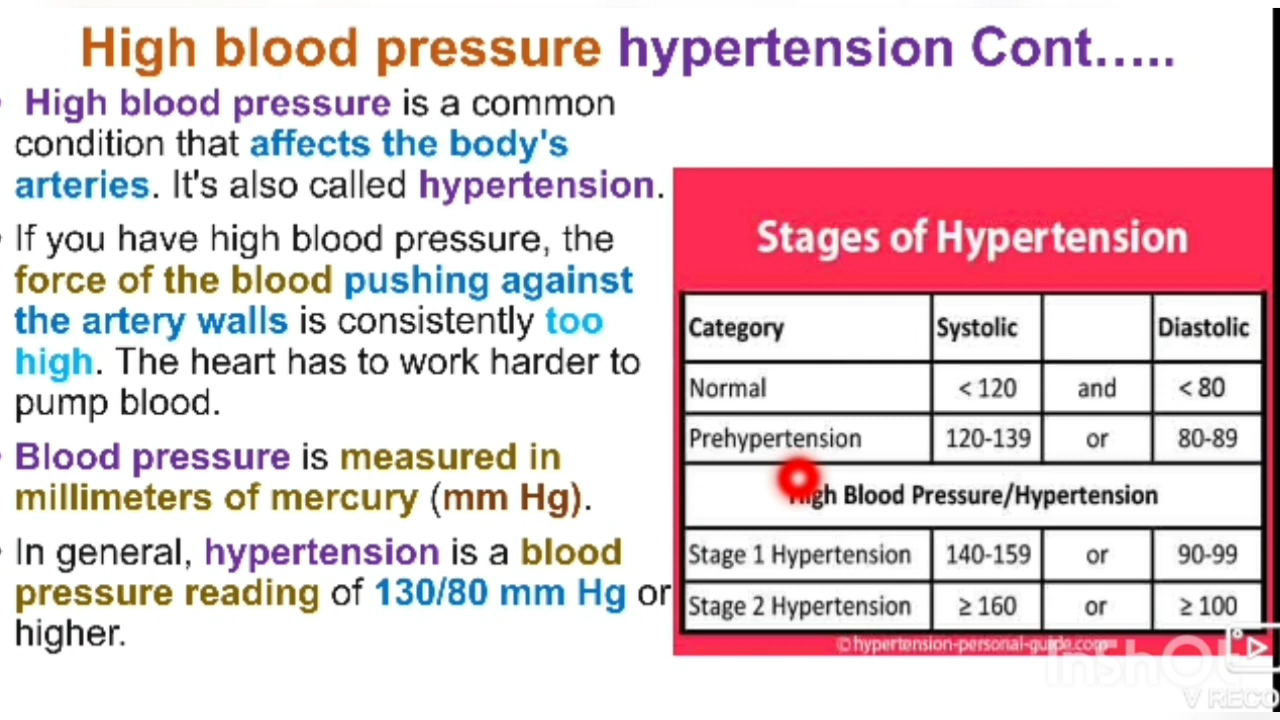 High blood pressure hypertension Cont…..
High blood pressure is a common
condition that affects the body's
arteries. It's also called hypertension.
If you have high blood pressure, the
force of the blood pushing against
the artery walls is consistently too
high. The heart has to work harder to
pump blood.
Blood pressure is measured in
millimeters of mercury (mm Hg).
In general, hypertension is a blood
pressure reading of 130/80 mm Hg or
higher.
Stages of Hypertension
Category Systolic Diastolic
Normal < 120 and < 80
Prehypertension 120-139 or 80-89
High Blood Pressure/Hypertension
Stage 1 Hypertension 140-159 or 90-99
Stage 2 Hypertension ≥ 160 or ≥ 100
©hypertension-personal-guide.com
InShOt
V RECO